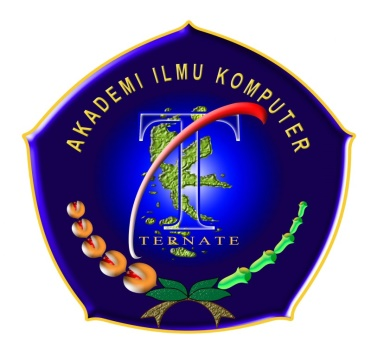 AKADEMI ILMU KOMPUTER
T
TERNATE